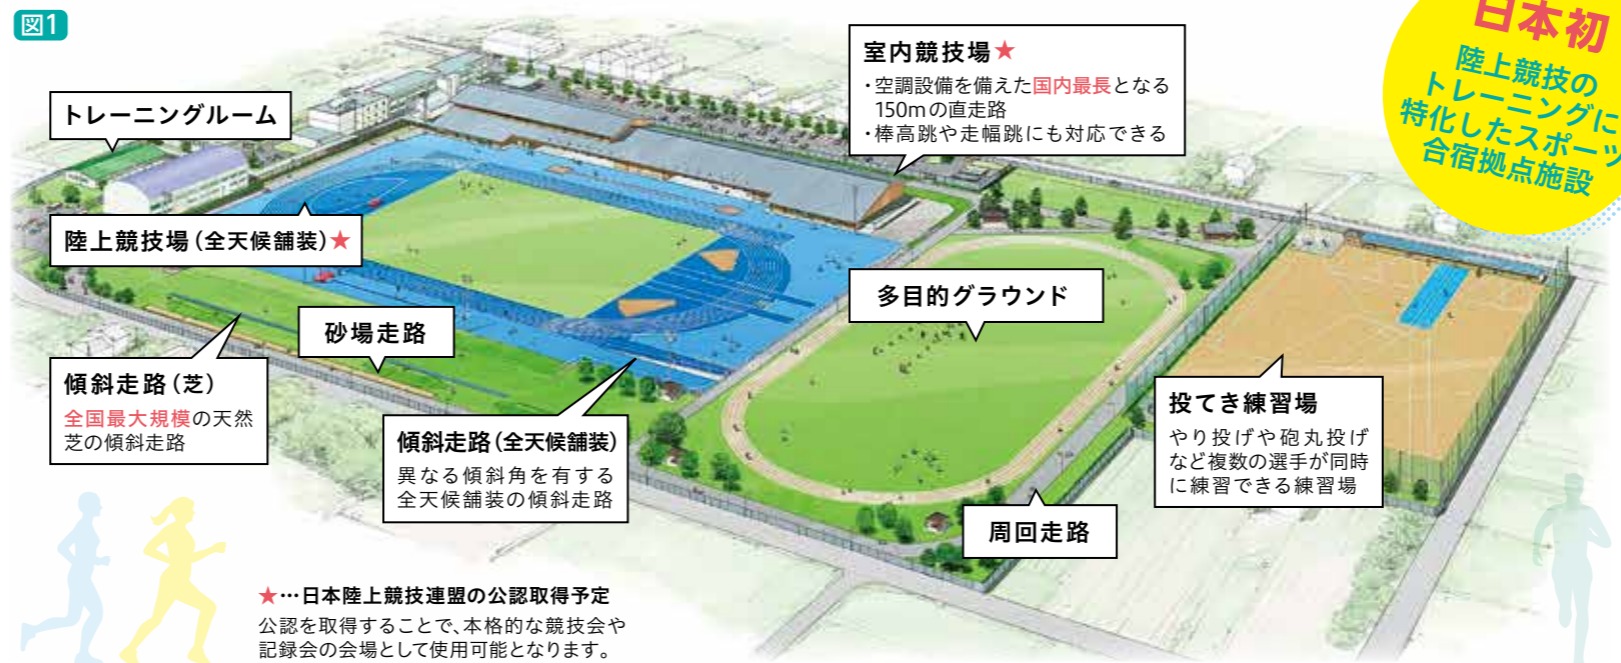 図1
日本初
陸上競技の
トレーニングに
特化したスポーツ
合宿拠点施設
室内競技場★
・空調設備を備えた国内最長となる
150mの直走路
・棒高跳や走幅跳にも対応できる
トレーニングルーム
陸上競技場(全天候舗装)★
多目的グラウンド
砂場走路
傾斜走路(芝)
全国最大規模の天然
芝の傾斜走路
傾斜走路(全天候舗装)
異なる傾斜角を有する
全天候舗装の傾斜走路
投てき練習場
やり投げや砲丸投げ
など複数の選手が同時
に練習できる練習場
周回走路
★…日本陸上競技連盟の公認取得予定
公認を取得することで、本格的な競技会や
記録会の会場として使用可能となります。